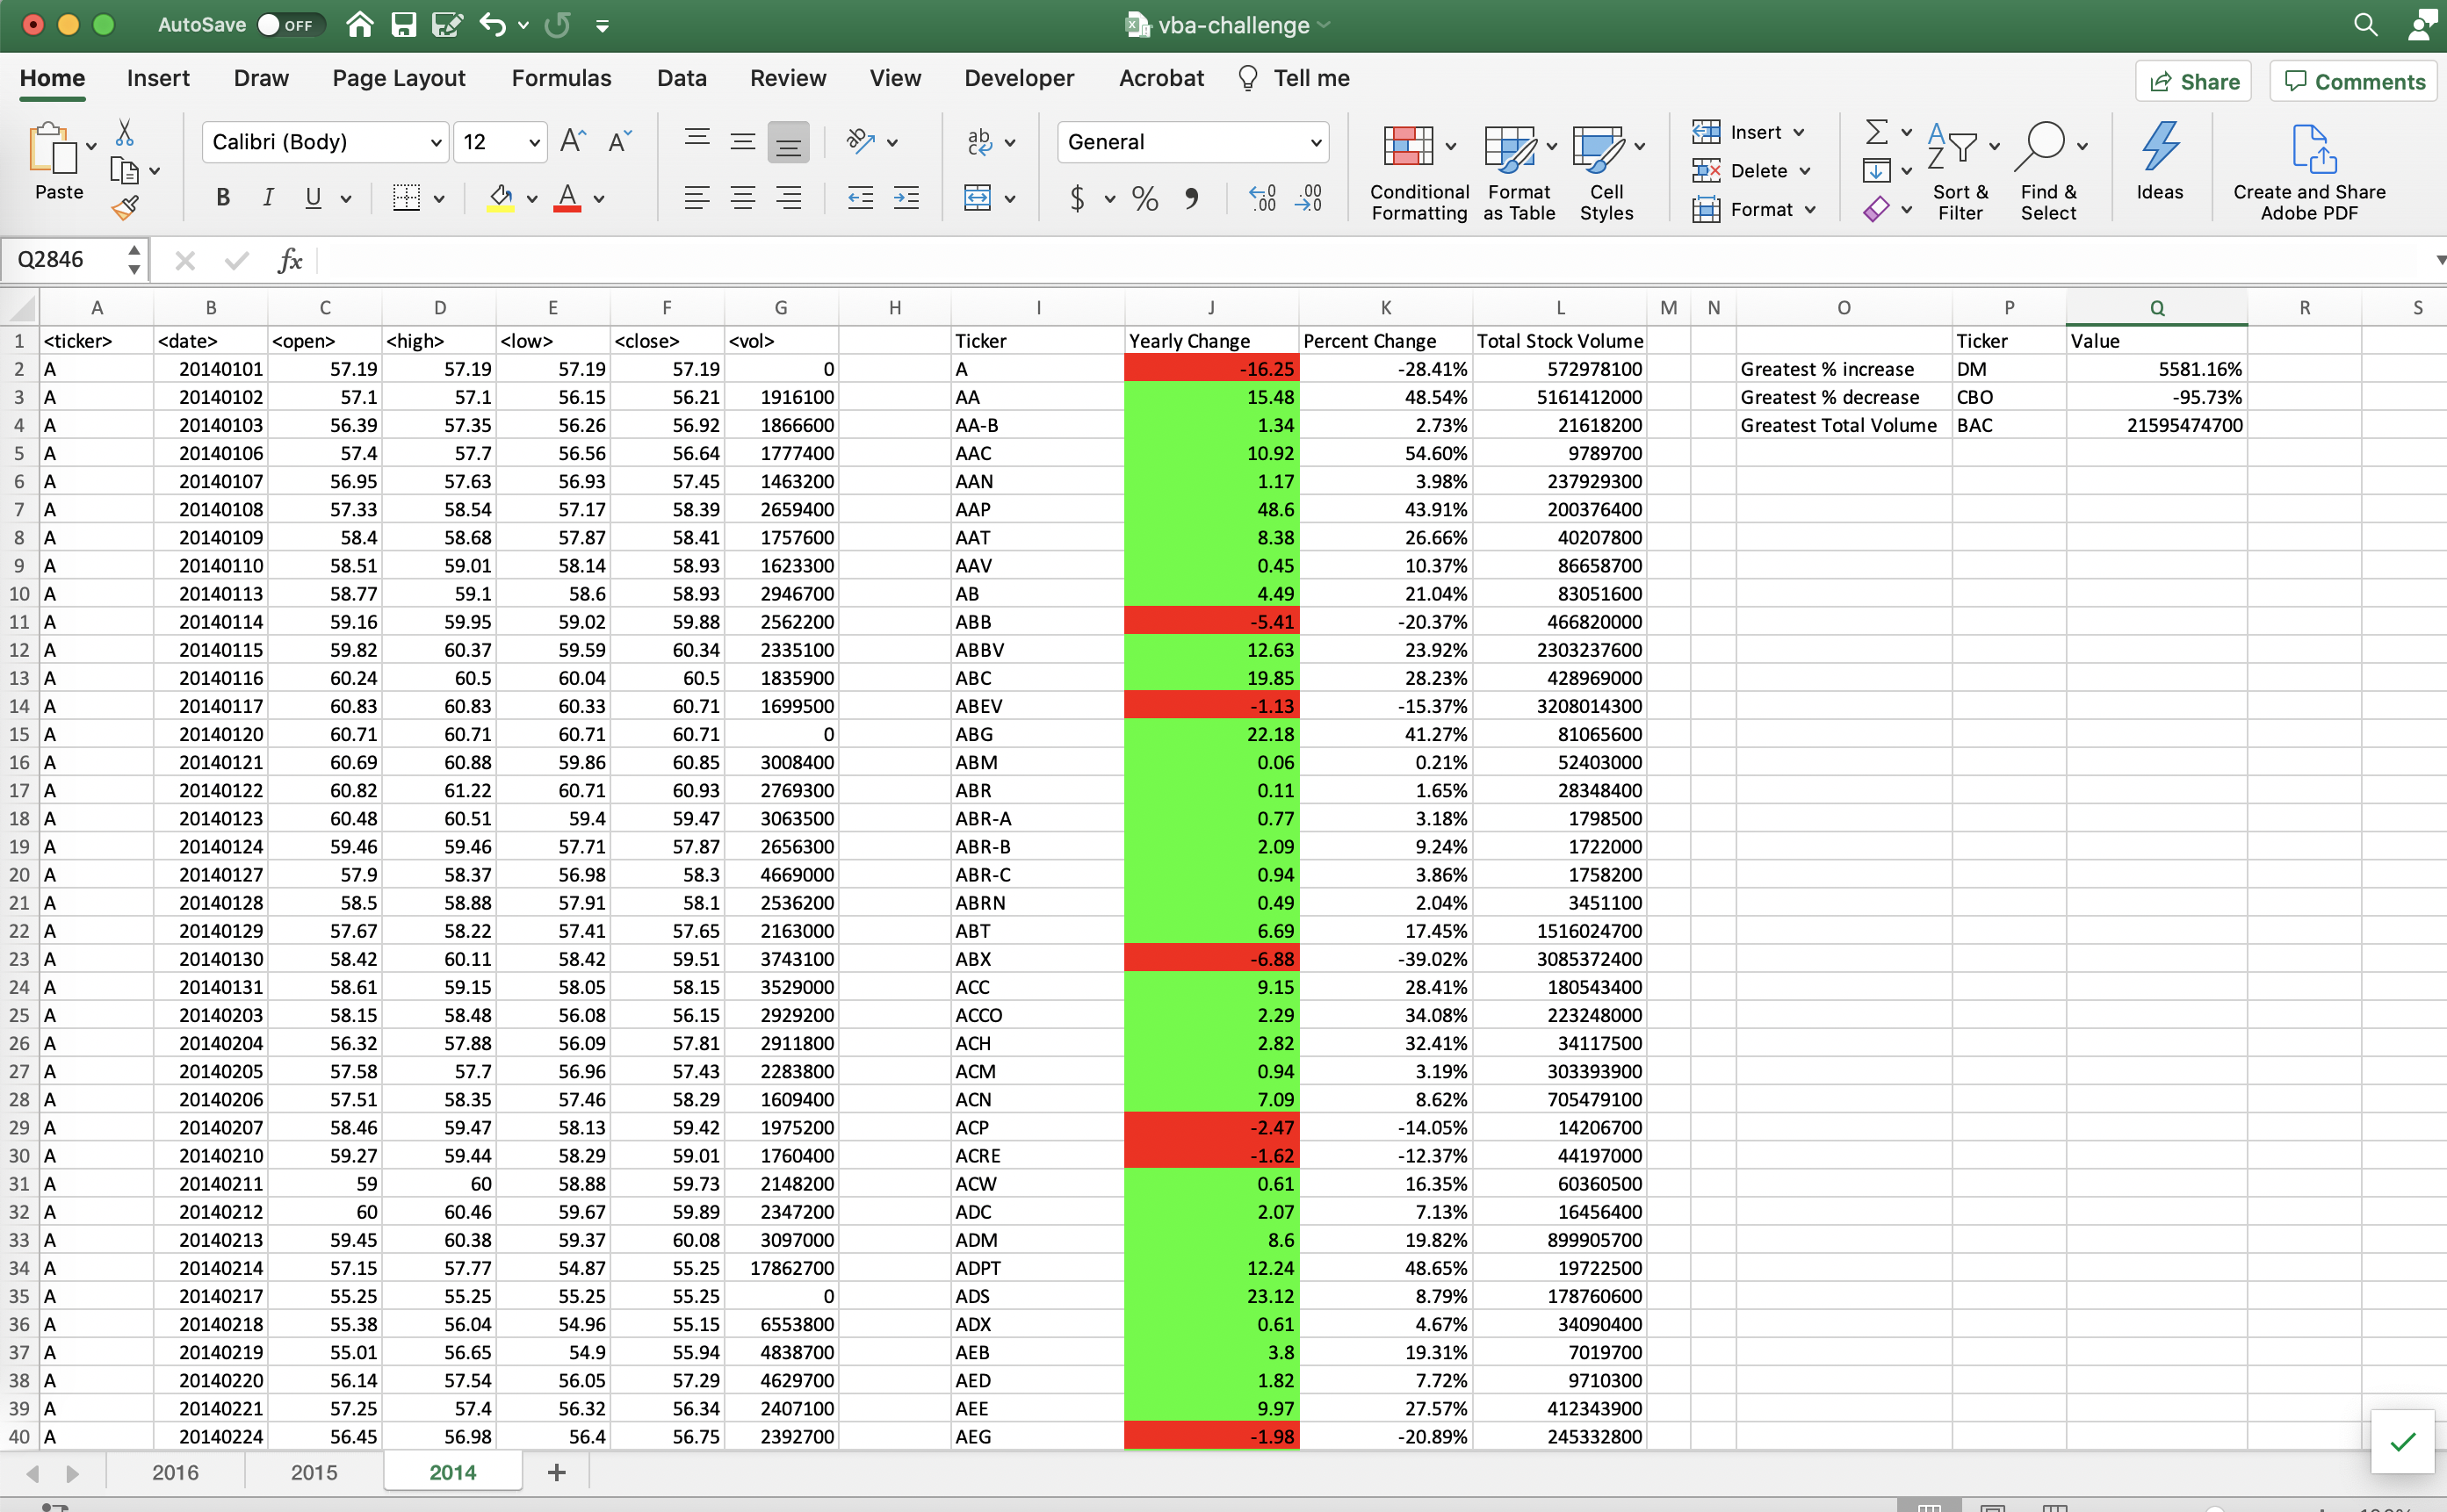 AutoSave OFF vba-challenge
Home Insert Draw Page Layout Formulas Data Review View Developer Acrobat Tell me Share Comments
Paste Calibri (Body) 12 General Conditional Formatting Format as Table Cell Styles Insert Delete Format Sort & Filter Find & Select Ideas Create and Share Adobe PDF
Q2846 fx
A B C D E F G H I J K L M N O P Q R S
1 <ticker> <date> <open> <high> <low> <close> <vol> Ticker Yearly Change Percent Change Total Stock Volume Ticker Value
2 A 20140101 57.19 57.19 57.19 57.19 0 A -16.25 -28.41% 572978100 Greatest % increase DM 5581.16%
3 A 20140102 57.1 57.1 56.15 56.21 1916100 AA 15.48 48.54% 5161412000 Greatest % decrease CBO -95.73%
4 A 20140103 56.39 57.35 56.26 56.92 1866600 AA-B 1.34 2.73% 21618200 Greatest Total Volume BAC 21595474700
5 A 20140106 57.4 57.7 56.56 56.64 1777400 AAC 10.92 54.60% 9789700
6 A 20140107 56.95 57.63 56.93 57.45 1463200 AAN 1.17 3.98% 237929300
7 A 20140108 57.33 58.54 57.17 58.39 2659400 AAP 48.6 43.91% 200376400
8 A 20140109 58.4 58.68 57.87 58.41 1757600 AAT 8.38 26.66% 40207800
9 A 20140110 58.51 59.01 58.14 58.93 1623300 AAV 0.45 10.37% 86658700
10 A 20140113 58.77 59.1 58.6 58.93 2946700 AB 4.49 21.04% 83051600
11 A 20140114 59.16 59.95 59.02 59.88 2562200 ABB -5.41 -20.37% 466820000
12 A 20140115 59.82 60.37 59.59 60.34 2335100 ABBV 12.63 23.92% 2303237600
13 A 20140116 60.24 60.5 60.04 60.5 1835900 ABC 19.85 28.23% 428969000
14 A 20140117 60.83 60.83 60.33 60.71 1699500 ABEV -1.13 -15.37% 3208014300
15 A 20140120 60.71 60.71 60.71 60.71 0 ABG 22.18 41.27% 81065600
16 A 20140121 60.69 60.88 59.86 60.85 3008400 ABM 0.06 0.21% 52403000
17 A 20140122 60.82 61.22 60.71 60.93 2769300 ABR 0.11 1.65% 28348400
18 A 20140123 60.48 60.51 59.4 59.47 3063500 ABR-A 0.77 3.18% 1798500
19 A 20140124 59.46 59.46 57.71 57.87 2656300 ABR-B 2.09 9.24% 1722000
20 A 20140127 57.9 58.37 56.98 58.3 4669000 ABR-C 0.94 3.86% 1758200
21 A 20140128 58.5 58.88 57.91 58.1 2536200 ABRN 0.49 2.04% 3451100
22 A 20140129 57.67 58.22 57.41 57.65 2163000 ABT 6.69 17.45% 1516024700
23 A 20140130 58.42 60.11 58.42 59.51 3743100 ABX -6.88 -39.02% 3085372400
24 A 20140131 58.61 59.15 58.05 58.15 3529000 ACC 9.15 28.41% 180543400
25 A 20140203 58.15 58.48 56.08 56.15 2929200 ACCO 2.29 34.08% 223248000
26 A 20140204 56.32 57.88 56.09 57.81 2911800 ACH 2.82 32.41% 34117500
27 A 20140205 57.58 57.7 56.96 57.43 2283800 ACM 0.94 3.19% 303393900
28 A 20140206 57.51 58.35 57.46 58.29 1609400 ACN 7.09 8.62% 705479100
29 A 20140207 58.46 59.47 58.13 59.42 1975200 ACP -2.47 -14.05% 14206700
30 A 20140210 59.27 59.44 58.29 59.01 1760400 ACRE -1.62 -12.37% 44197000
31 A 20140211 59 60 58.88 59.73 2148200 ACW 0.61 16.35% 60360500
32 A 20140212 60 60.46 59.67 59.89 2347200 ADC 2.07 7.13% 16456400
33 A 20140213 59.45 60.38 59.37 60.08 3097000 ADM 8.6 19.82% 899905700
34 A 20140214 57.15 57.77 54.87 55.25 17862700 ADPT 12.24 48.65% 19722500
35 A 20140217 55.25 55.25 55.25 55.25 0 ADS 23.12 8.79% 178760600
36 A 20140218 55.38 56.04 54.96 55.15 6553800 ADX 0.61 4.67% 34090400
37 A 20140219 55.01 56.65 54.9 55.94 4838700 AEB 3.8 19.31% 7019700
38 A 20140220 56.14 57.54 56.05 57.29 4629700 AED 1.82 7.72% 9710300
39 A 20140221 57.25 57.4 56.32 56.34 2407100 AEE 9.97 27.57% 412343900
40 A 20140224 56.45 56.98 56.4 56.75 2392700 AEG -1.98 -20.89% 245332800
2016 2015 2014 +